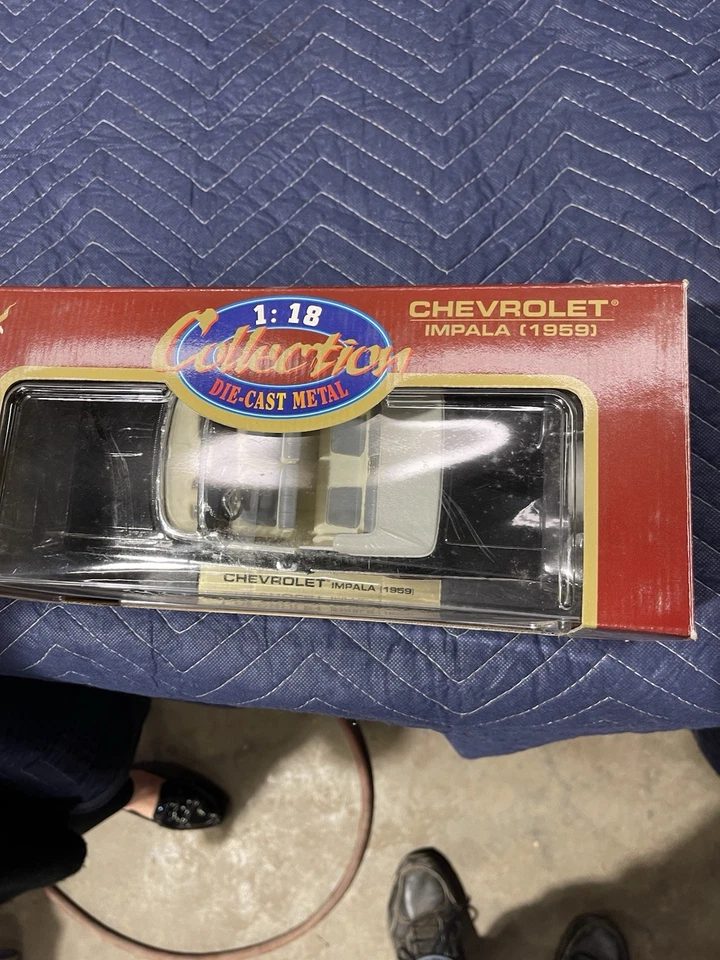 1:18
Collection
DIE-CAST METAL
CHEVROLET®
IMPALA (1959)
CHEVROLET IMPALA (1959)